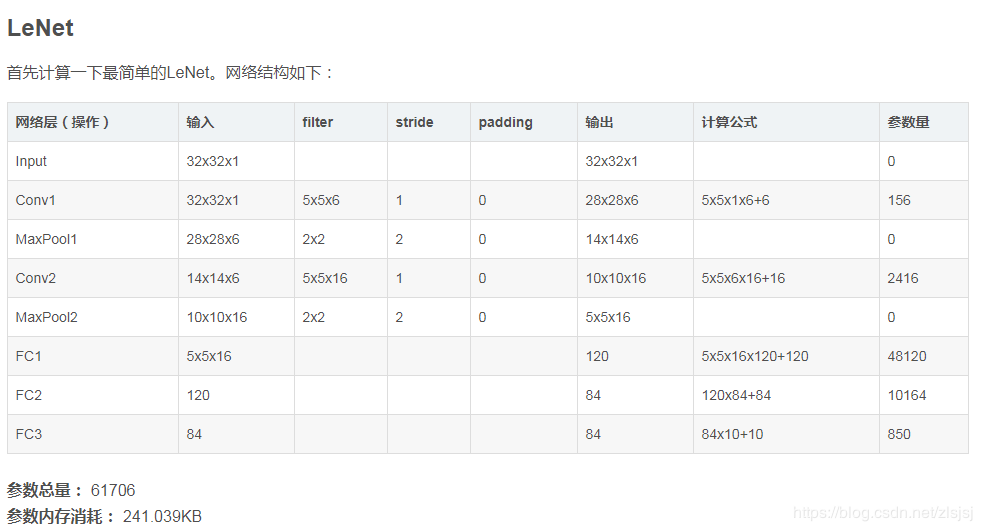 LeNet
首先计算一下最简单的LeNet。网络结构如下：
网络层（操作） 输入 filter stride padding 输出 计算公式 参数量
Input 32x32x1 32x32x1 0
Conv1 32x32x1 5x5x6 1 0 28x28x6 5x5x1x6+6 156
MaxPool1 28x28x6 2x2 2 0 14x14x6 0
Conv2 14x14x6 5x5x16 1 0 10x10x16 5x5x6x16+16 2416
MaxPool2 10x10x16 2x2 2 0 5x5x16 0
FC1 5x5x16 120 5x5x16x120+120 48120
FC2 120 84 120x84+84 10164
FC3 84 84 84x10+10 850
参数总量： 61706
参数内存消耗： 241.039KB
https://blog.csdn.net/zlsjsj